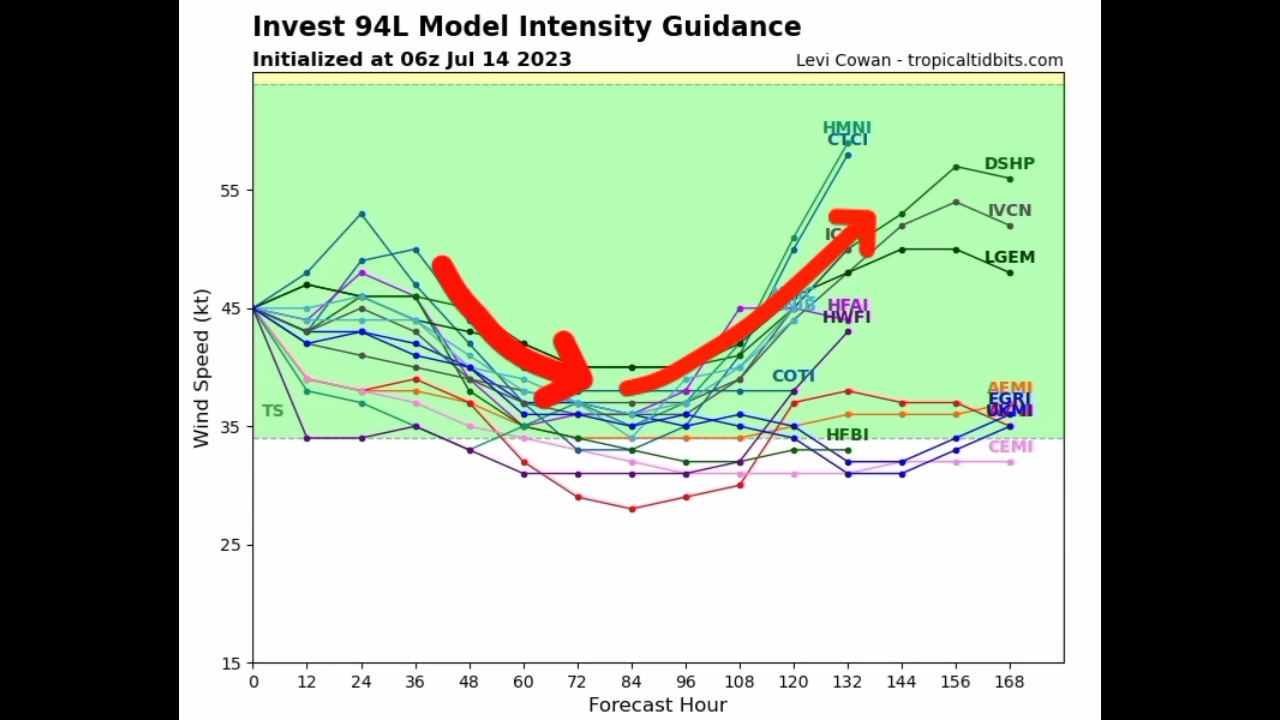 Invest 94L Model Intensity Guidance
Initialized at 06z Jul 14 2023
Levi Cowan - tropicaltidbits.com
HMNI
CTCI
DSHP
55
IVCN
LGEM
45
HFAI
HWFI
COTI
AEMI
EGRI
TS
UKMI
35
HFBI
CEMI
25
15
0 12 24 36 48 60 72 84 96 108 120 132 144 156 168
Wind Speed (kt)
Forecast Hour